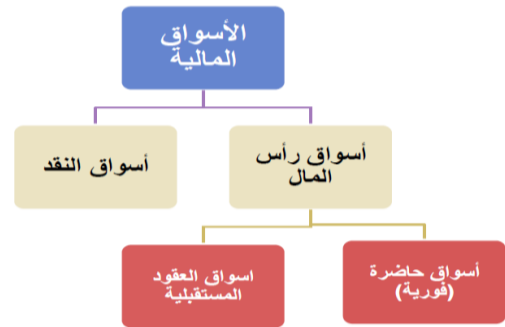 الأسواق
المالية
أسواق رأس
المال
أسواق النقد
أسواق حاضرة
(فورية)
اسواق العقود
المستقبلية